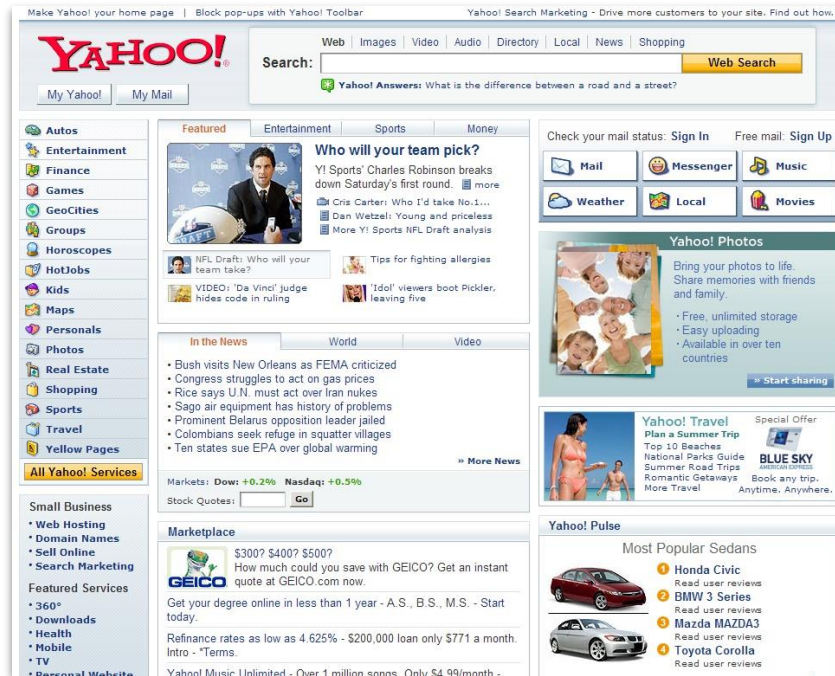 Make Yahoo! your home page | Block pop-ups with Yahoo! Toolbar
Yahoo! Search Marketing - Drive more customers to your site. Find out how.
YAHOO!
Web | Images | Video | Audio | Directory | Local | News | Shopping
Search:
Web Search
Yahoo! Answers: What is the difference between a road and a street?
My Yahoo!
My Mail
Autos
Entertainment
Finance
Games
GeoCities
Groups
Horoscopes
HotJobs
Kids
Maps
Personals
Photos
Real Estate
Shopping
Sports
Travel
Yellow Pages
All Yahoo! Services
Small Business
• Web Hosting
• Domain Names
• Sell Online
• Search Marketing
Featured Services
• 360°
• Downloads
• Health
• Mobile
• TV
• Personal Website
Featured
Entertainment
Sports
Money
DRAFT
Who will your team pick?
Y! Sports' Charles Robinson breaks
down Saturday's first round. more
Cris Carter: Who I'd take No.1...
Dan Wetzel: Young and priceless
More Y! Sports NFL Draft analysis
NFL Draft: Who will your
team take?
Tips for fighting allergies
VIDEO: 'Da Vinci' judge
hides code in ruling
'Idol' viewers boot Pickler,
leaving five
In the News
World
Video
• Bush visits New Orleans as FEMA criticized
• Congress struggles to act on gas prices
• Rice says U.N. must act over Iran nukes
• Sago air equipment has history of problems
• Prominent Belarus opposition leader jailed
• Colombians seek refuge in squatter villages
• Ten states sue EPA over global warming
» More News
Markets: Dow: +0.2% Nasdaq: +0.5%
Stock Quotes:
Go
Marketplace
GEICO
$300? $400? $500?
How much could you save with GEICO? Get an instant
quote at GEICO.com now.
Get your degree online in less than 1 year - A.S., B.S., M.S. - Start
today.
Refinance rates as low as 4.625% - $200,000 loan only $771 a month.
Intro - *Terms.
Yahoo! Music Unlimited - Over 1 million songs. Only $4.99/month -
Check your mail status: Sign In
Free mail: Sign Up
Mail
Messenger
Music
Weather
Local
Movies
Yahoo! Photos
Bring your photos to life.
Share memories with friends
and family.
• Free, unlimited storage
• Easy uploading
• Available in over ten
countries
» Start sharing
Yahoo! Travel
Plan a Summer Trip
Top 10 Beaches
National Parks Guide
Summer Road Trips
Romantic Getaways
More Travel
Special Offer
BLUE SKY
AMERICAN EXPRESS
Book any trip.
Anytime, Anywhere.
Yahoo! Pulse
Most Popular Sedans
1 Honda Civic
Read user reviews
2 BMW 3 Series
Read user reviews
3 Mazda MAZDA3
Read user reviews
4 Toyota Corolla
Read user reviews